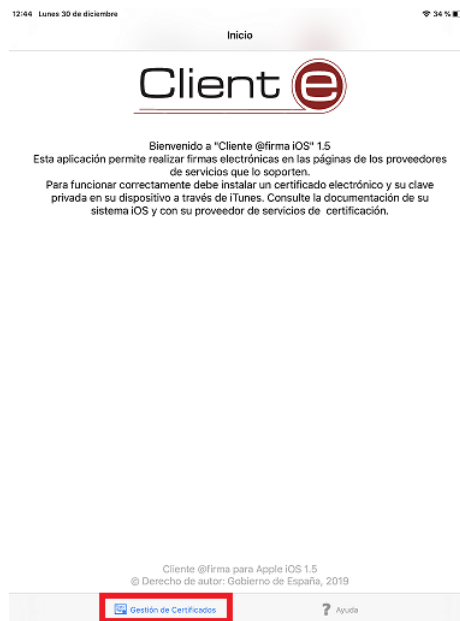 12:44 Lunes 30 de diciembre 34 %
Inicio
Client e
Bienvenido a "Cliente @firma iOS" 1.5
Esta aplicación permite realizar firmas electrónicas en las páginas de los proveedores
de servicios que lo soporten.
Para funcionar correctamente debe instalar un certificado electrónico y su clave
privada en su dispositivo a través de iTunes. Consulte la documentación de su
sistema iOS y con su proveedor de servicios de certificación.
Cliente @firma para Apple iOS 1.5
© Derecho de autor: Gobierno de España, 2019
Gestión de Certificados ? Ayuda